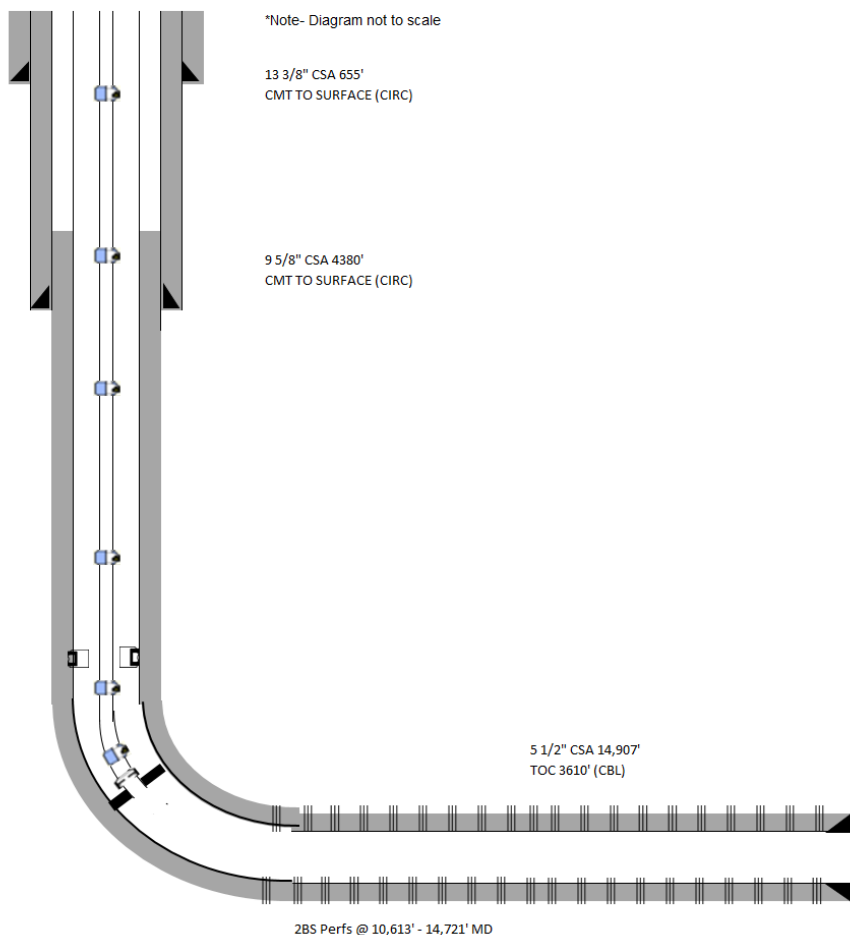 *Note- Diagram not to scale
13 3/8" CSA 655'
CMT TO SURFACE (CIRC)
9 5/8" CSA 4380'
CMT TO SURFACE (CIRC)
5 1/2" CSA 14,907'
TOC 3610' (CBL)
2BS Perfs @ 10,613' - 14,721' MD